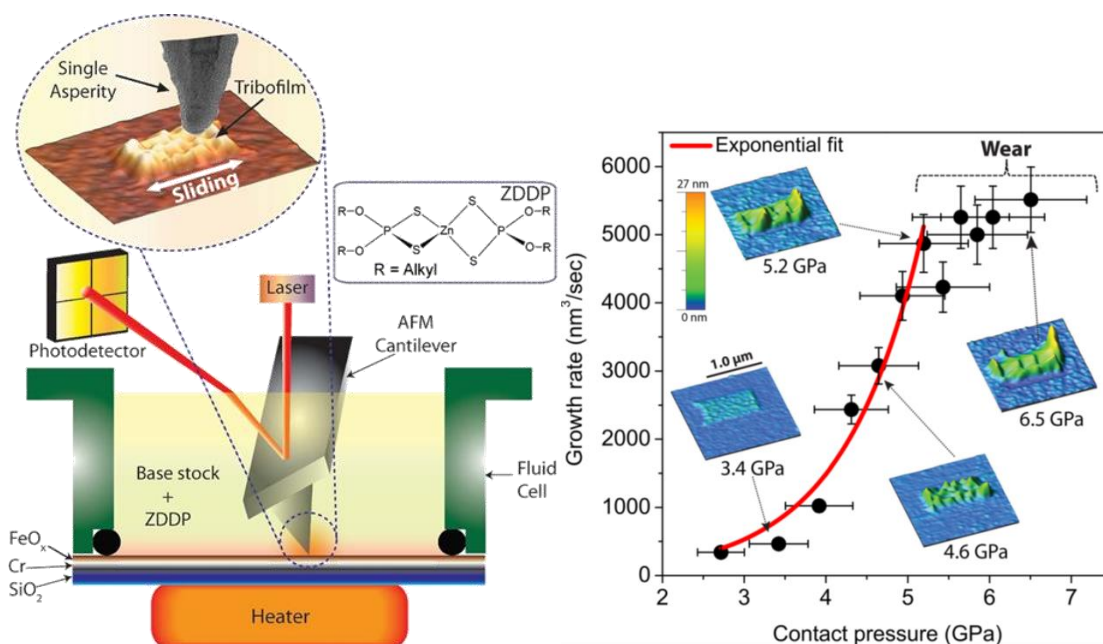 Single
Asperity
Tribofilm
Sliding
ZDDP
R—O
S
S
O—R
P
Zn
P
R—O
S
S
O—R
R = Alkyl
Laser
Photodetector
AFM
Cantilever
Base stock
+
ZDDP
Fluid
Cell
FeOₓ
Cr
SiO₂
Heater
Exponential fit
Wear
27 nm
0 nm
5.2 GPa
1.0 µm
3.4 GPa
6.5 GPa
4.6 GPa
Growth rate (nm³/sec)
6000
5000
4000
3000
2000
1000
0
2
3
4
5
6
7
Contact pressure (GPa)